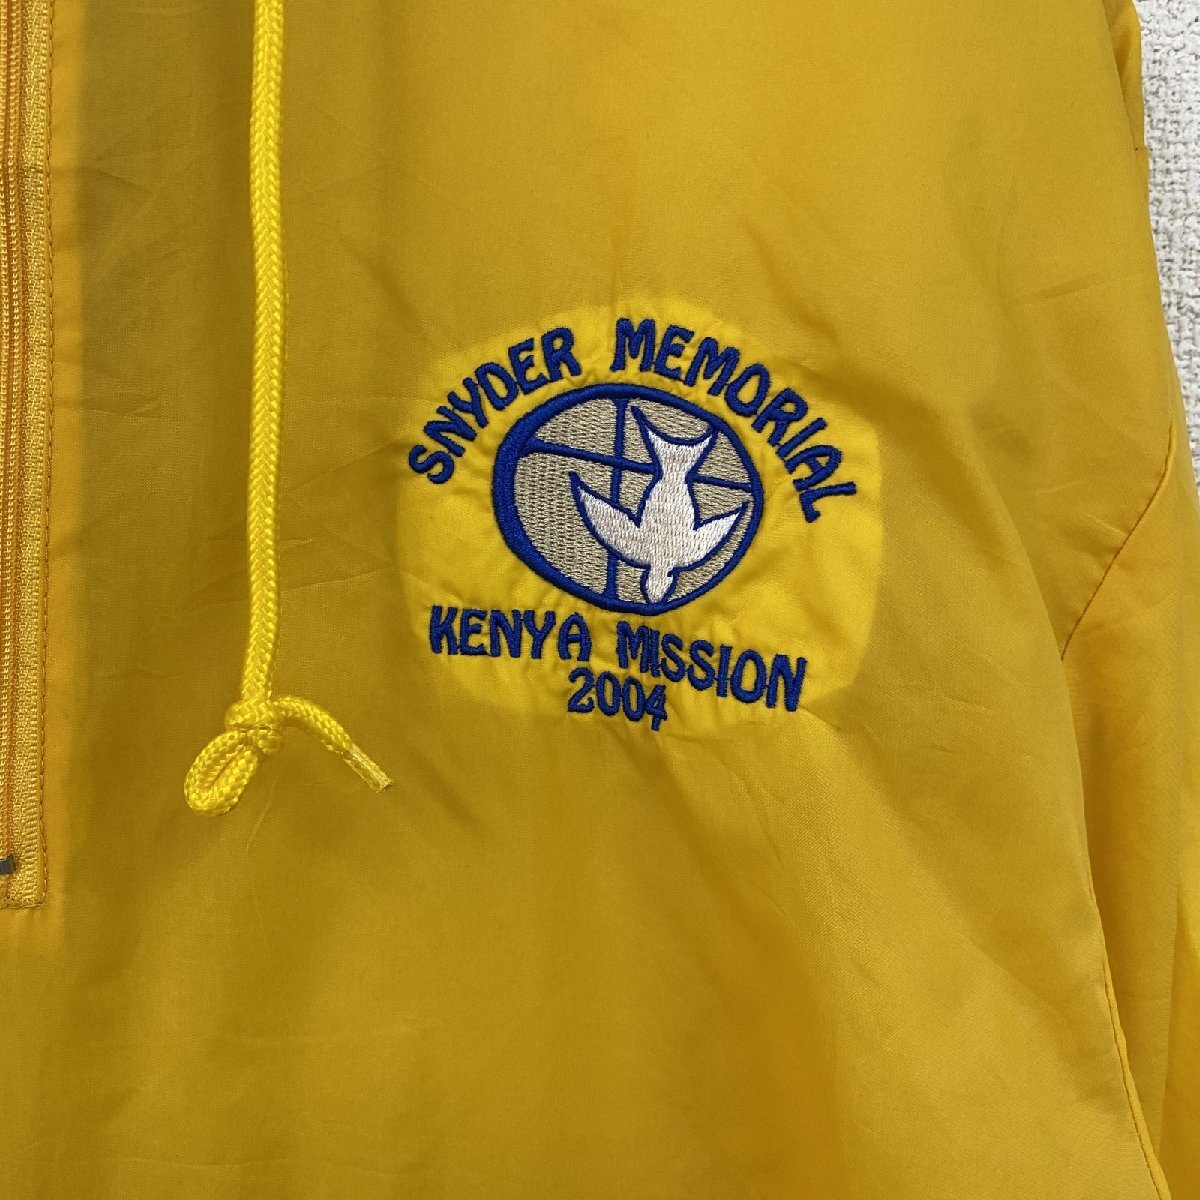 SNYDER MEMORIAL
KENYA MISSION
2004